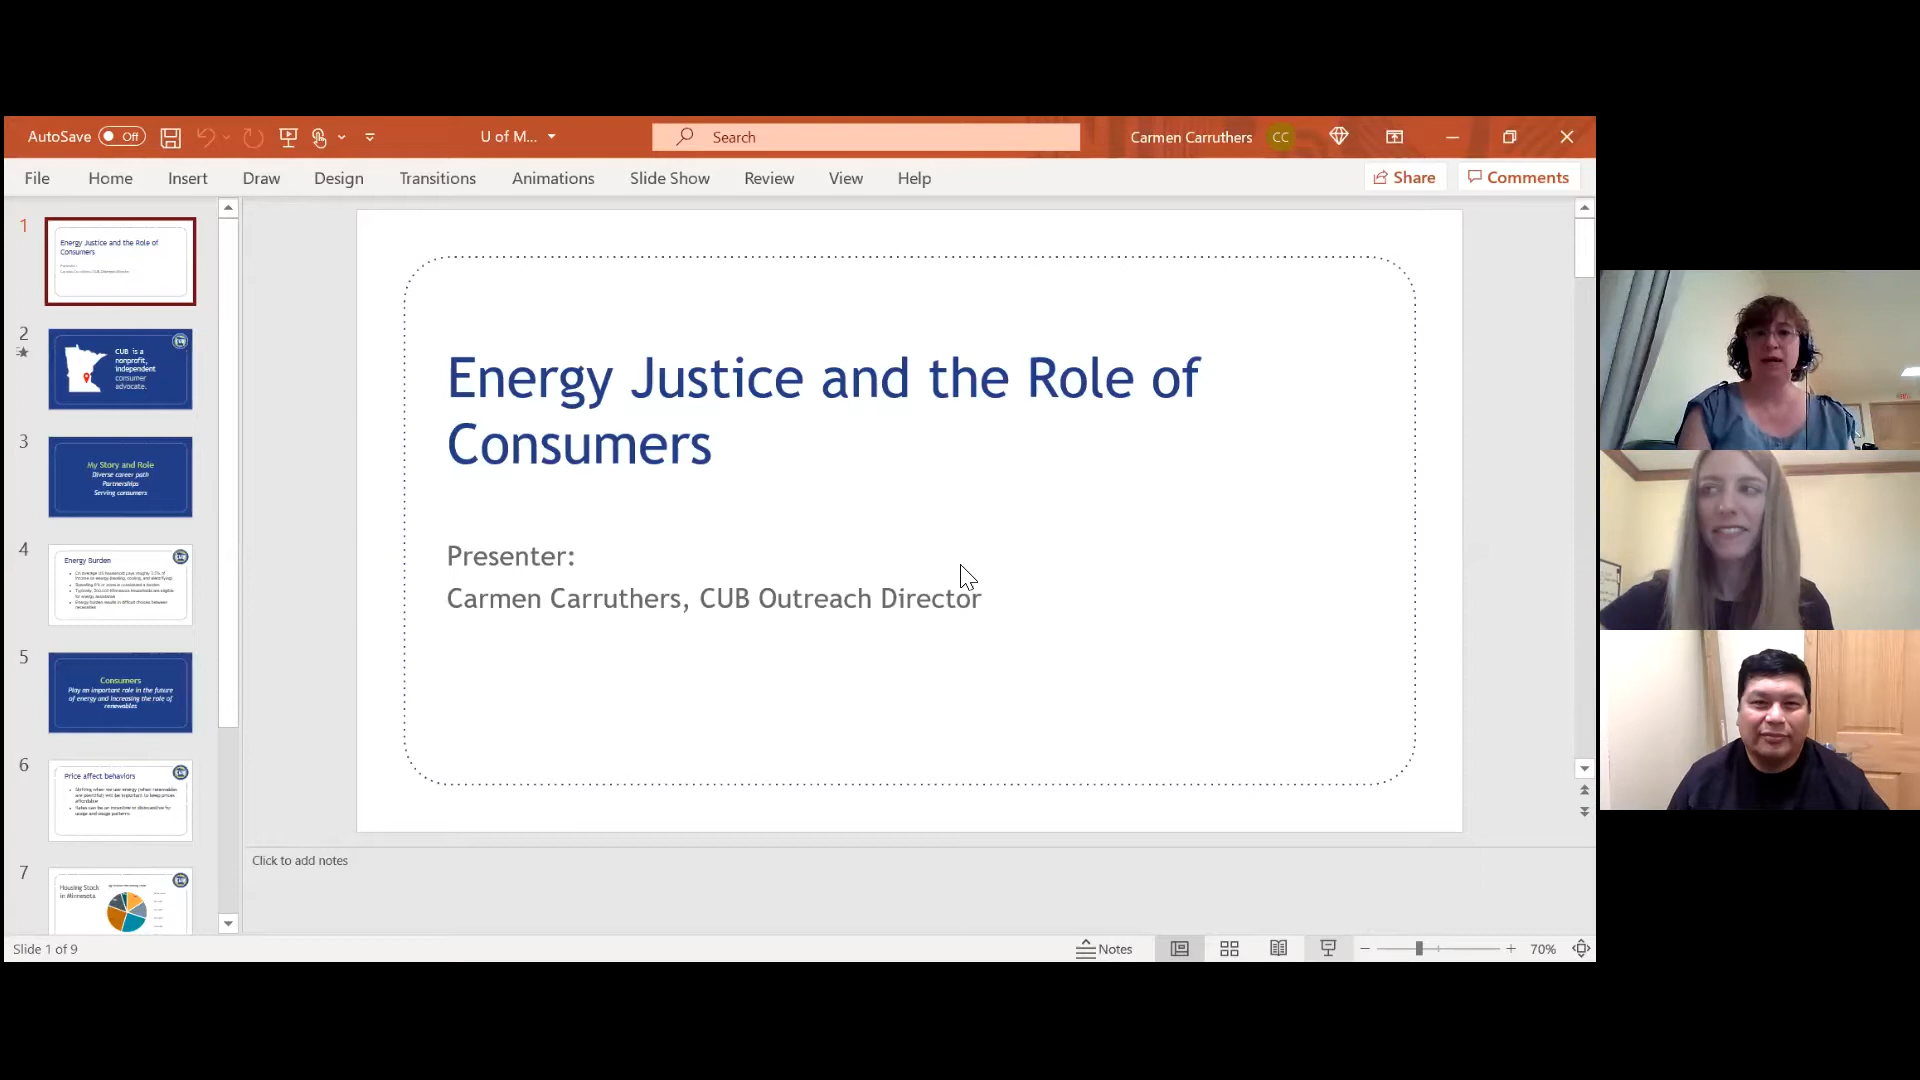 AutoSave Off
U of M...
Search
Carmen Carruthers CC
File Home Insert Draw Design Transitions Animations Slide Show Review View Help
Share Comments
1
Energy Justice and the Role of
Consumers
2
CUB is a
nonprofit,
independent
consumer
advocate.
3
My Story and Role
Diverse career path
Partnerships
Serving consumers
4
Energy Burden
5
Consumers
Play an important role in the future
of energy and increasing the role of
renewables
6
Price affect behaviors
7
Housing Stock
in Minnesota
Energy Justice and the Role of
Consumers
Presenter:
Carmen Carruthers, CUB Outreach Director
Click to add notes
Slide 1 of 9
Notes
70%